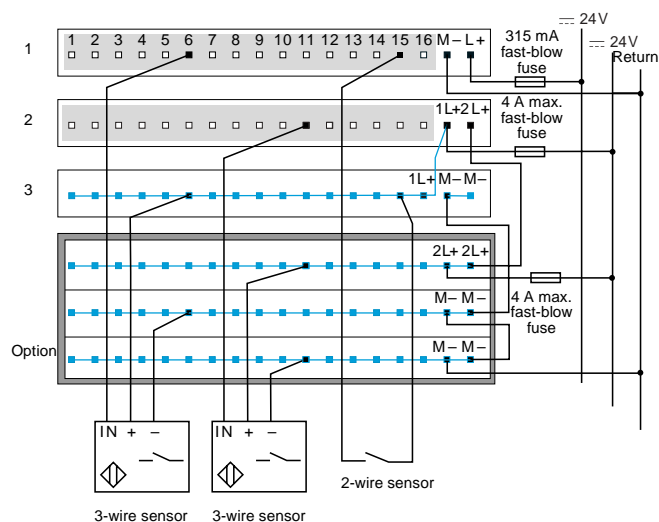 ⎓ 24V
1 2 3 4 5 6 7 8 9 10 11 12 13 14 15 16 M– L+
1
315 mA
fast-blow
fuse
⎓ 24V
Return
2
1L+2L+
4 A max.
fast-blow
fuse
3
1L+ M– M–
2L+ 2L+
M– M–
4 A max.
fast-blow
fuse
Option
M– M–
IN + –
IN + –
2-wire sensor
3-wire sensor
3-wire sensor